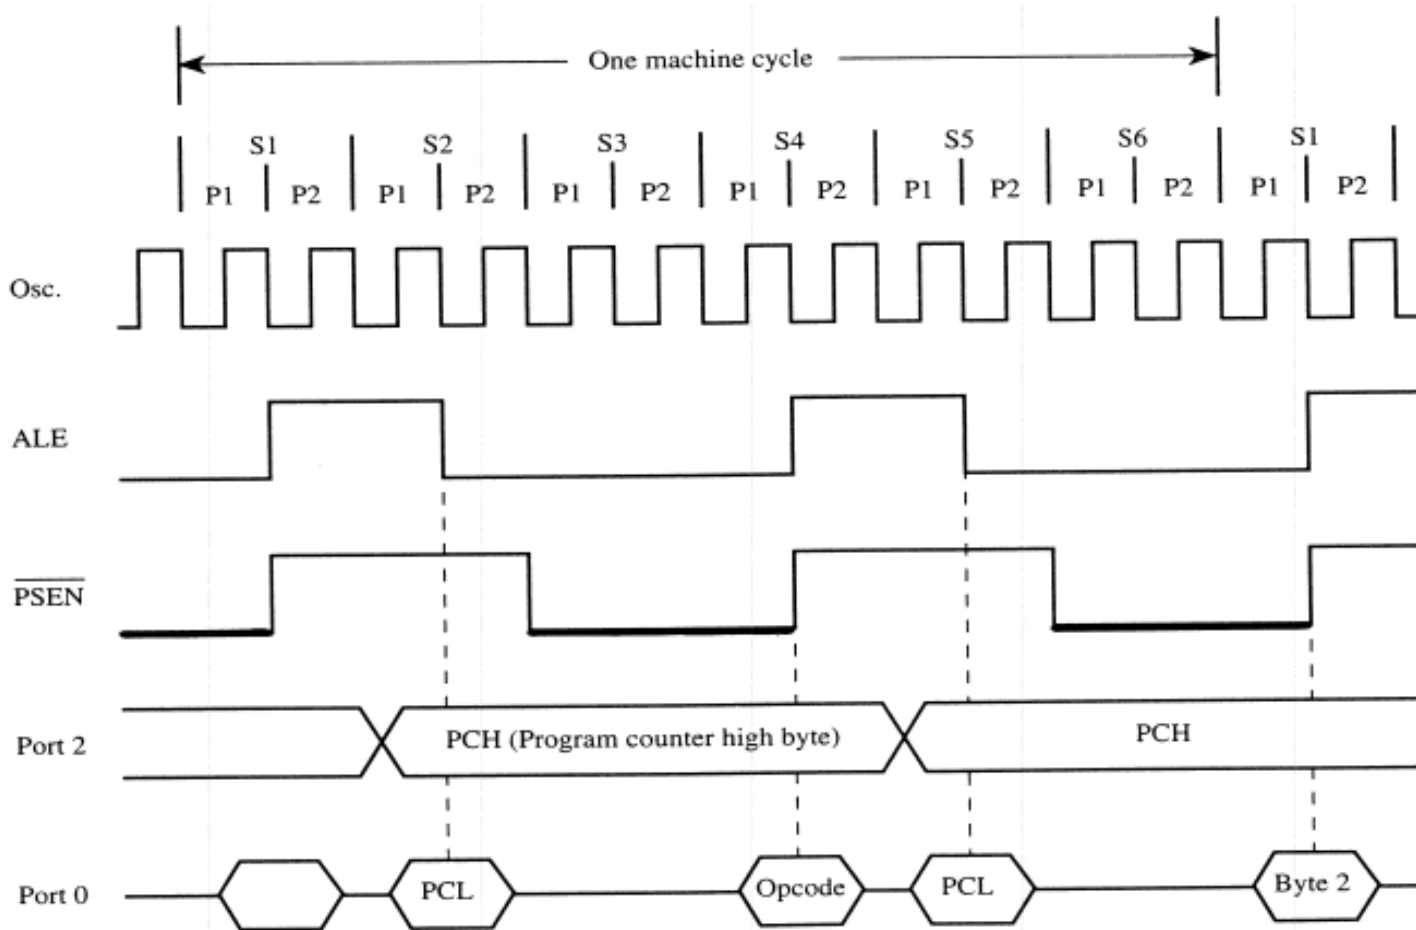 One machine cycle
S1 S2 S3 S4 S5 S6 S1
P1 P2 P1 P2 P1 P2 P1 P2 P1 P2 P1 P2 P1 P2
Osc.
ALE
PSEN
Port 2 PCH (Program counter high byte) PCH
Port 0 PCL Opcode PCL Byte 2